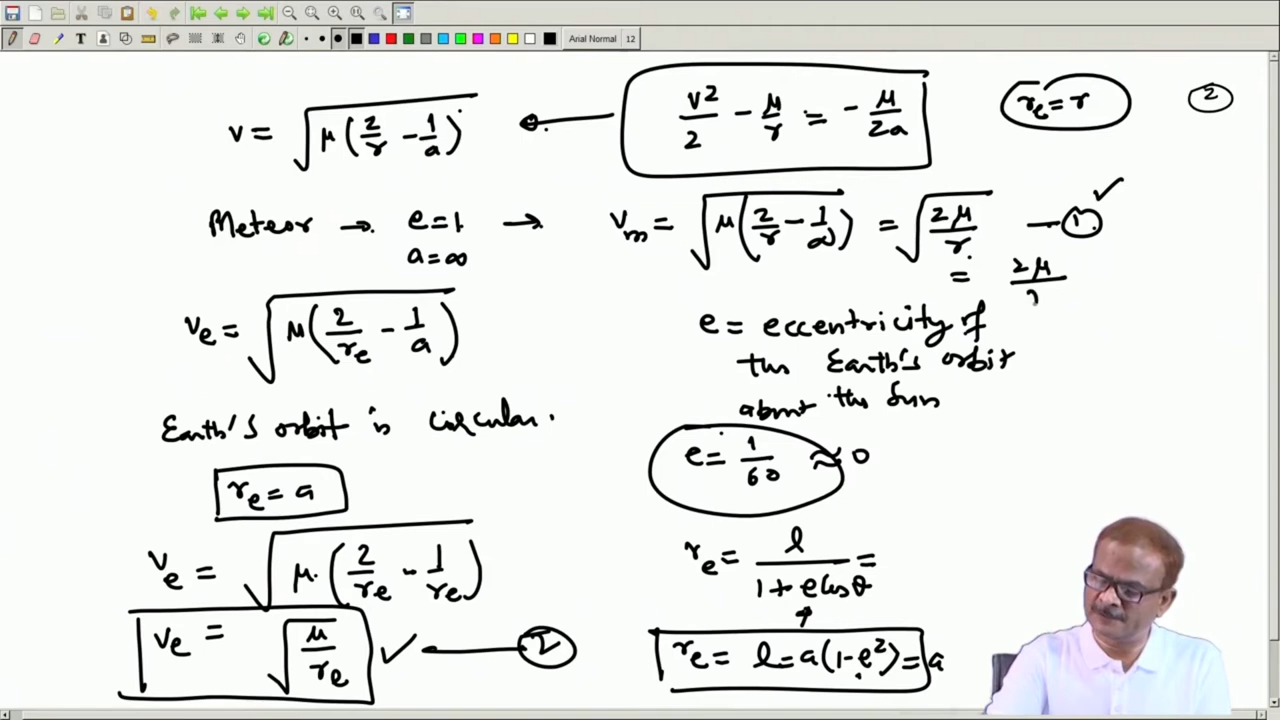 Arial Normal 12
v = √(μ(2/r − 1/a)) ← v²/2 − μ/r = −μ/2a
r_e = r
2
Meteor → e=1 → v_m = √(μ(2/r − 1/∞)) = √(2μ/r) — 1 ✓
a=∞
= 2μ
v_e = √(μ(2/r_e − 1/a))
e = eccentricity of
the Earth's orbit
about the Sun
Earth's orbit is circular.
e = 1/60 ≈ 0
r_e = a
r_e = l/(1+e cosθ) =
v_e = √(μ.(2/r_e − 1/r_e))
v_e = √(μ/r_e) ✓ — 2
r_e = l = a(1−e²) = a